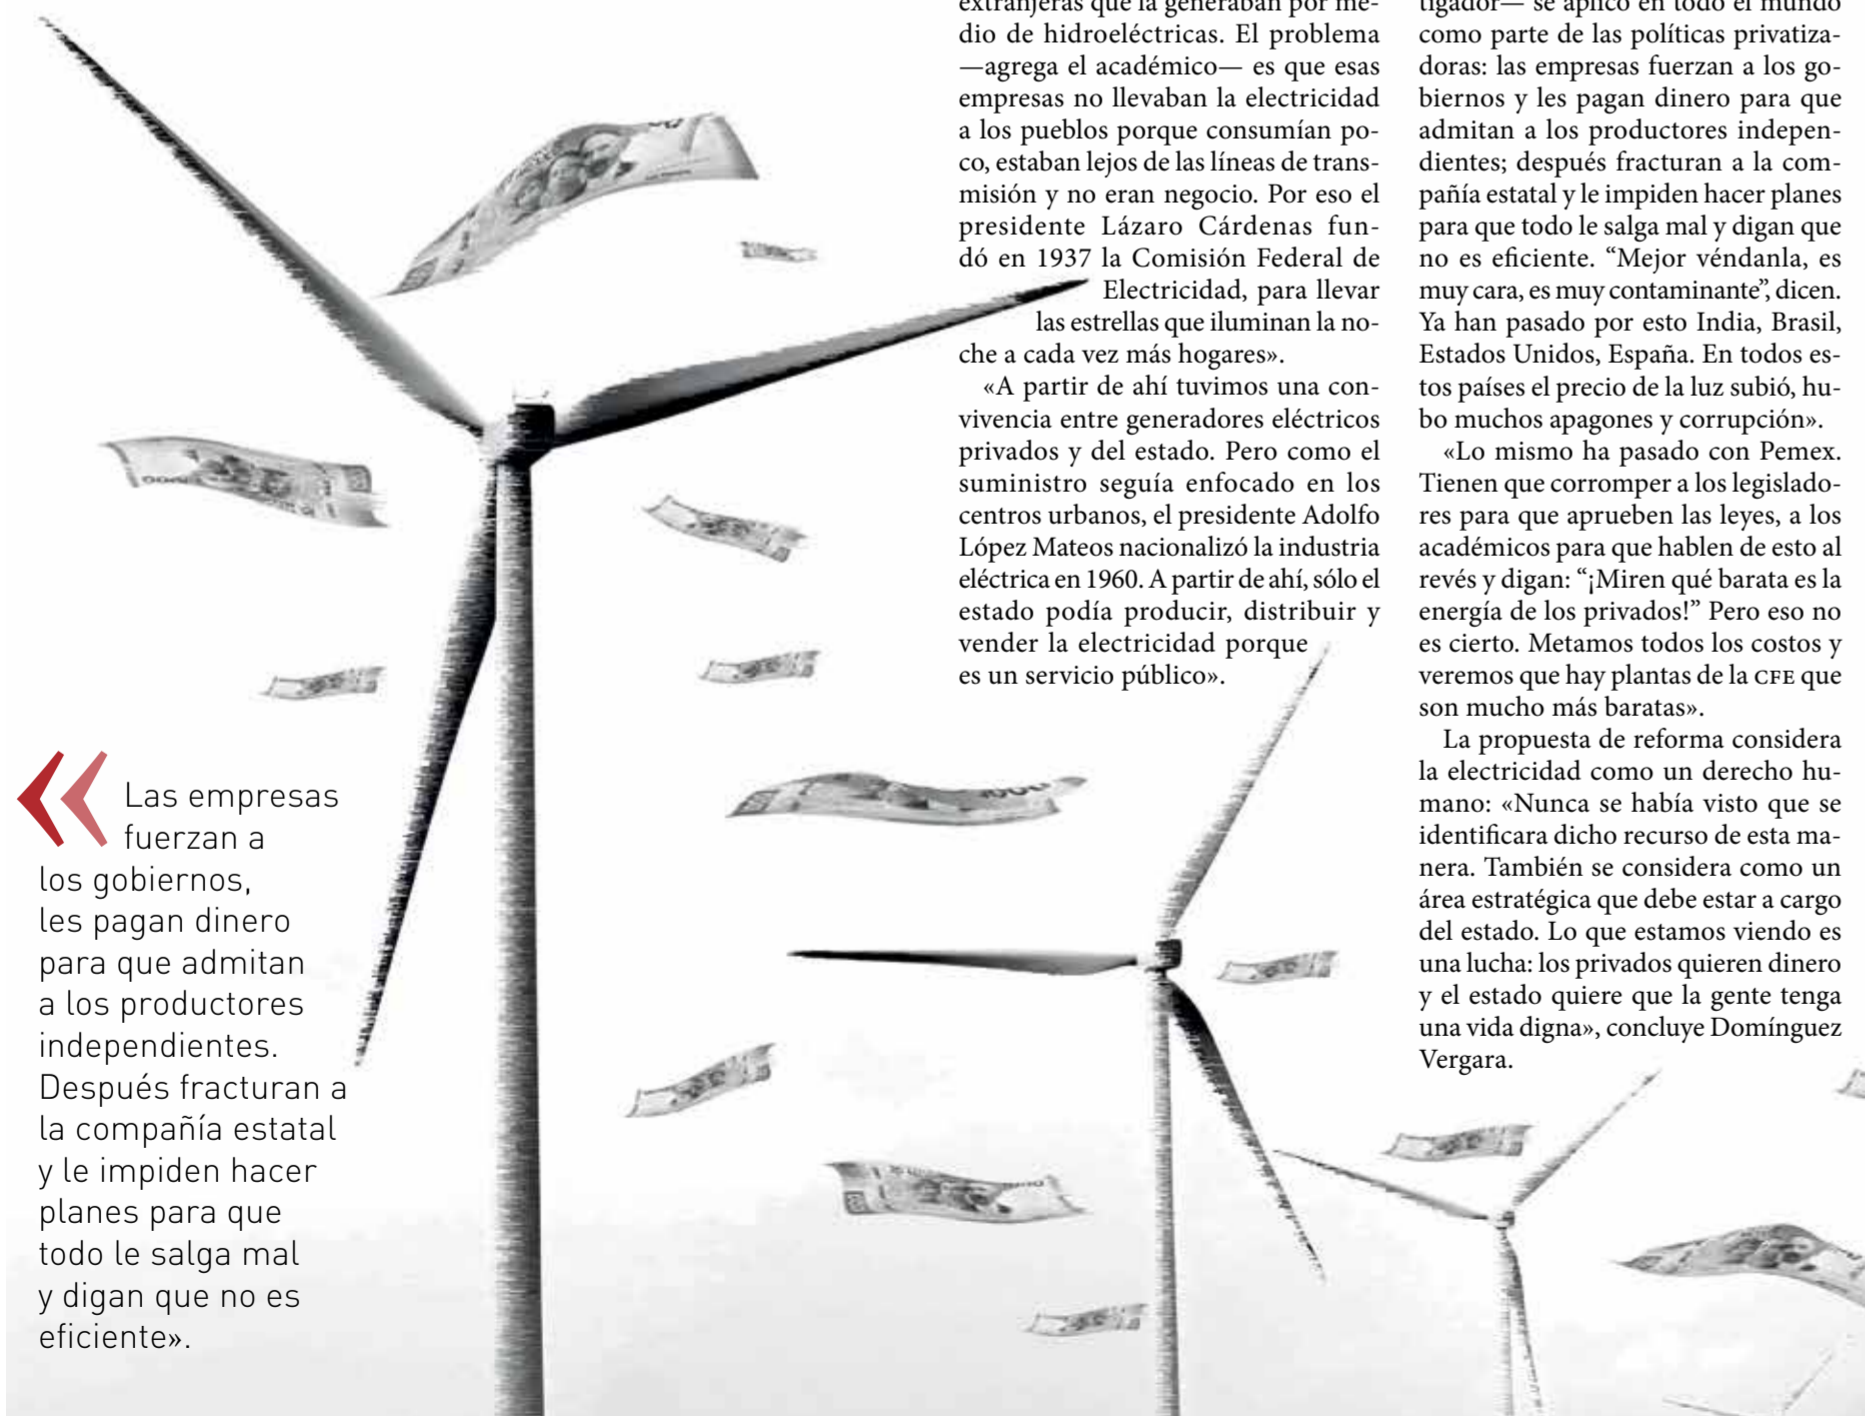 extranjeras que la generaban por me-
dio de hidroeléctricas. El problema
—agrega el académico— es que esas
empresas no llevaban la electricidad
a los pueblos porque consumían po-
co, estaban lejos de las líneas de trans-
misión y no eran negocio. Por eso el
presidente Lázaro Cárdenas fun-
dó en 1937 la Comisión Federal de
Electricidad, para llevar
las estrellas que iluminan la no-
che a cada vez más hogares».
«A partir de ahí tuvimos una con-
vivencia entre generadores eléctricos
privados y del estado. Pero como el
suministro seguía enfocado en los
centros urbanos, el presidente Adolfo
López Mateos nacionalizó la industria
eléctrica en 1960. A partir de ahí, sólo el
estado podía producir, distribuir y
vender la electricidad porque
es un servicio público».
tigador— se aplicó en todo el mundo
como parte de las políticas privatiza-
doras: las empresas fuerzan a los go-
biernos y les pagan dinero para que
admitan a los productores indepen-
dientes; después fracturan a la com-
pañía estatal y le impiden hacer planes
para que todo le salga mal y digan que
no es eficiente. “Mejor véndanla, es
muy cara, es muy contaminante”, dicen.
Ya han pasado por esto India, Brasil,
Estados Unidos, España. En todos es-
tos países el precio de la luz subió, hu-
bo muchos apagones y corrupción».
«Lo mismo ha pasado con Pemex.
Tienen que corromper a los legislado-
res para que aprueben las leyes, a los
académicos para que hablen de esto al
revés y digan: “¡Miren qué barata es la
energía de los privados!” Pero eso no
es cierto. Metamos todos los costos y
veremos que hay plantas de la CFE que
son mucho más baratas».
La propuesta de reforma considera
la electricidad como un derecho hu-
mano: «Nunca se había visto que se
identificara dicho recurso de esta ma-
nera. También se considera como un
área estratégica que debe estar a cargo
del estado. Lo que estamos viendo es
una lucha: los privados quieren dinero
y el estado quiere que la gente tenga
una vida digna», concluye Domínguez
Vergara.
« Las empresas
fuerzan a
los gobiernos,
les pagan dinero
para que admitan
a los productores
independientes.
Después fracturan a
la compañía estatal
y le impiden hacer
planes para que
todo le salga mal
y digan que no es
eficiente».